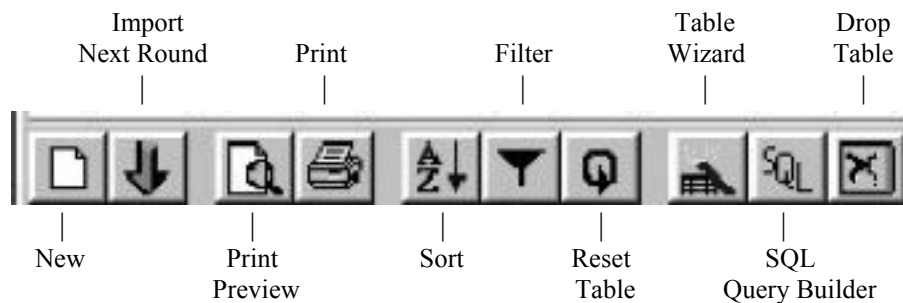 Import
Next Round
Print
Filter
Table
Wizard
Drop
Table
A
Z
SQL
New
Print
Preview
Sort
Reset
Table
SQL
Query Builder